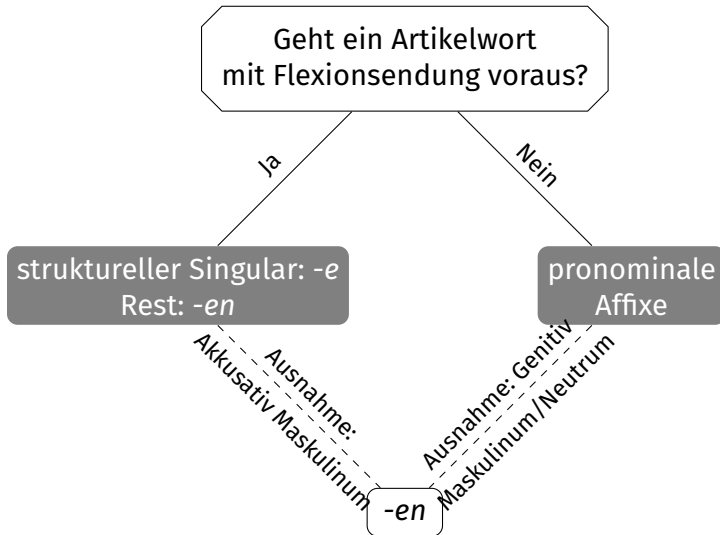 Geht ein Artikelwort
mit Flexionsendung voraus?
Ja
Nein
struktureller Singular: -e
Rest: -en
pronominale
Affixe
Ausnahme:
Akkusativ Maskulinum
Ausnahme: Genitiv
Maskulinum/Neutrum
-en